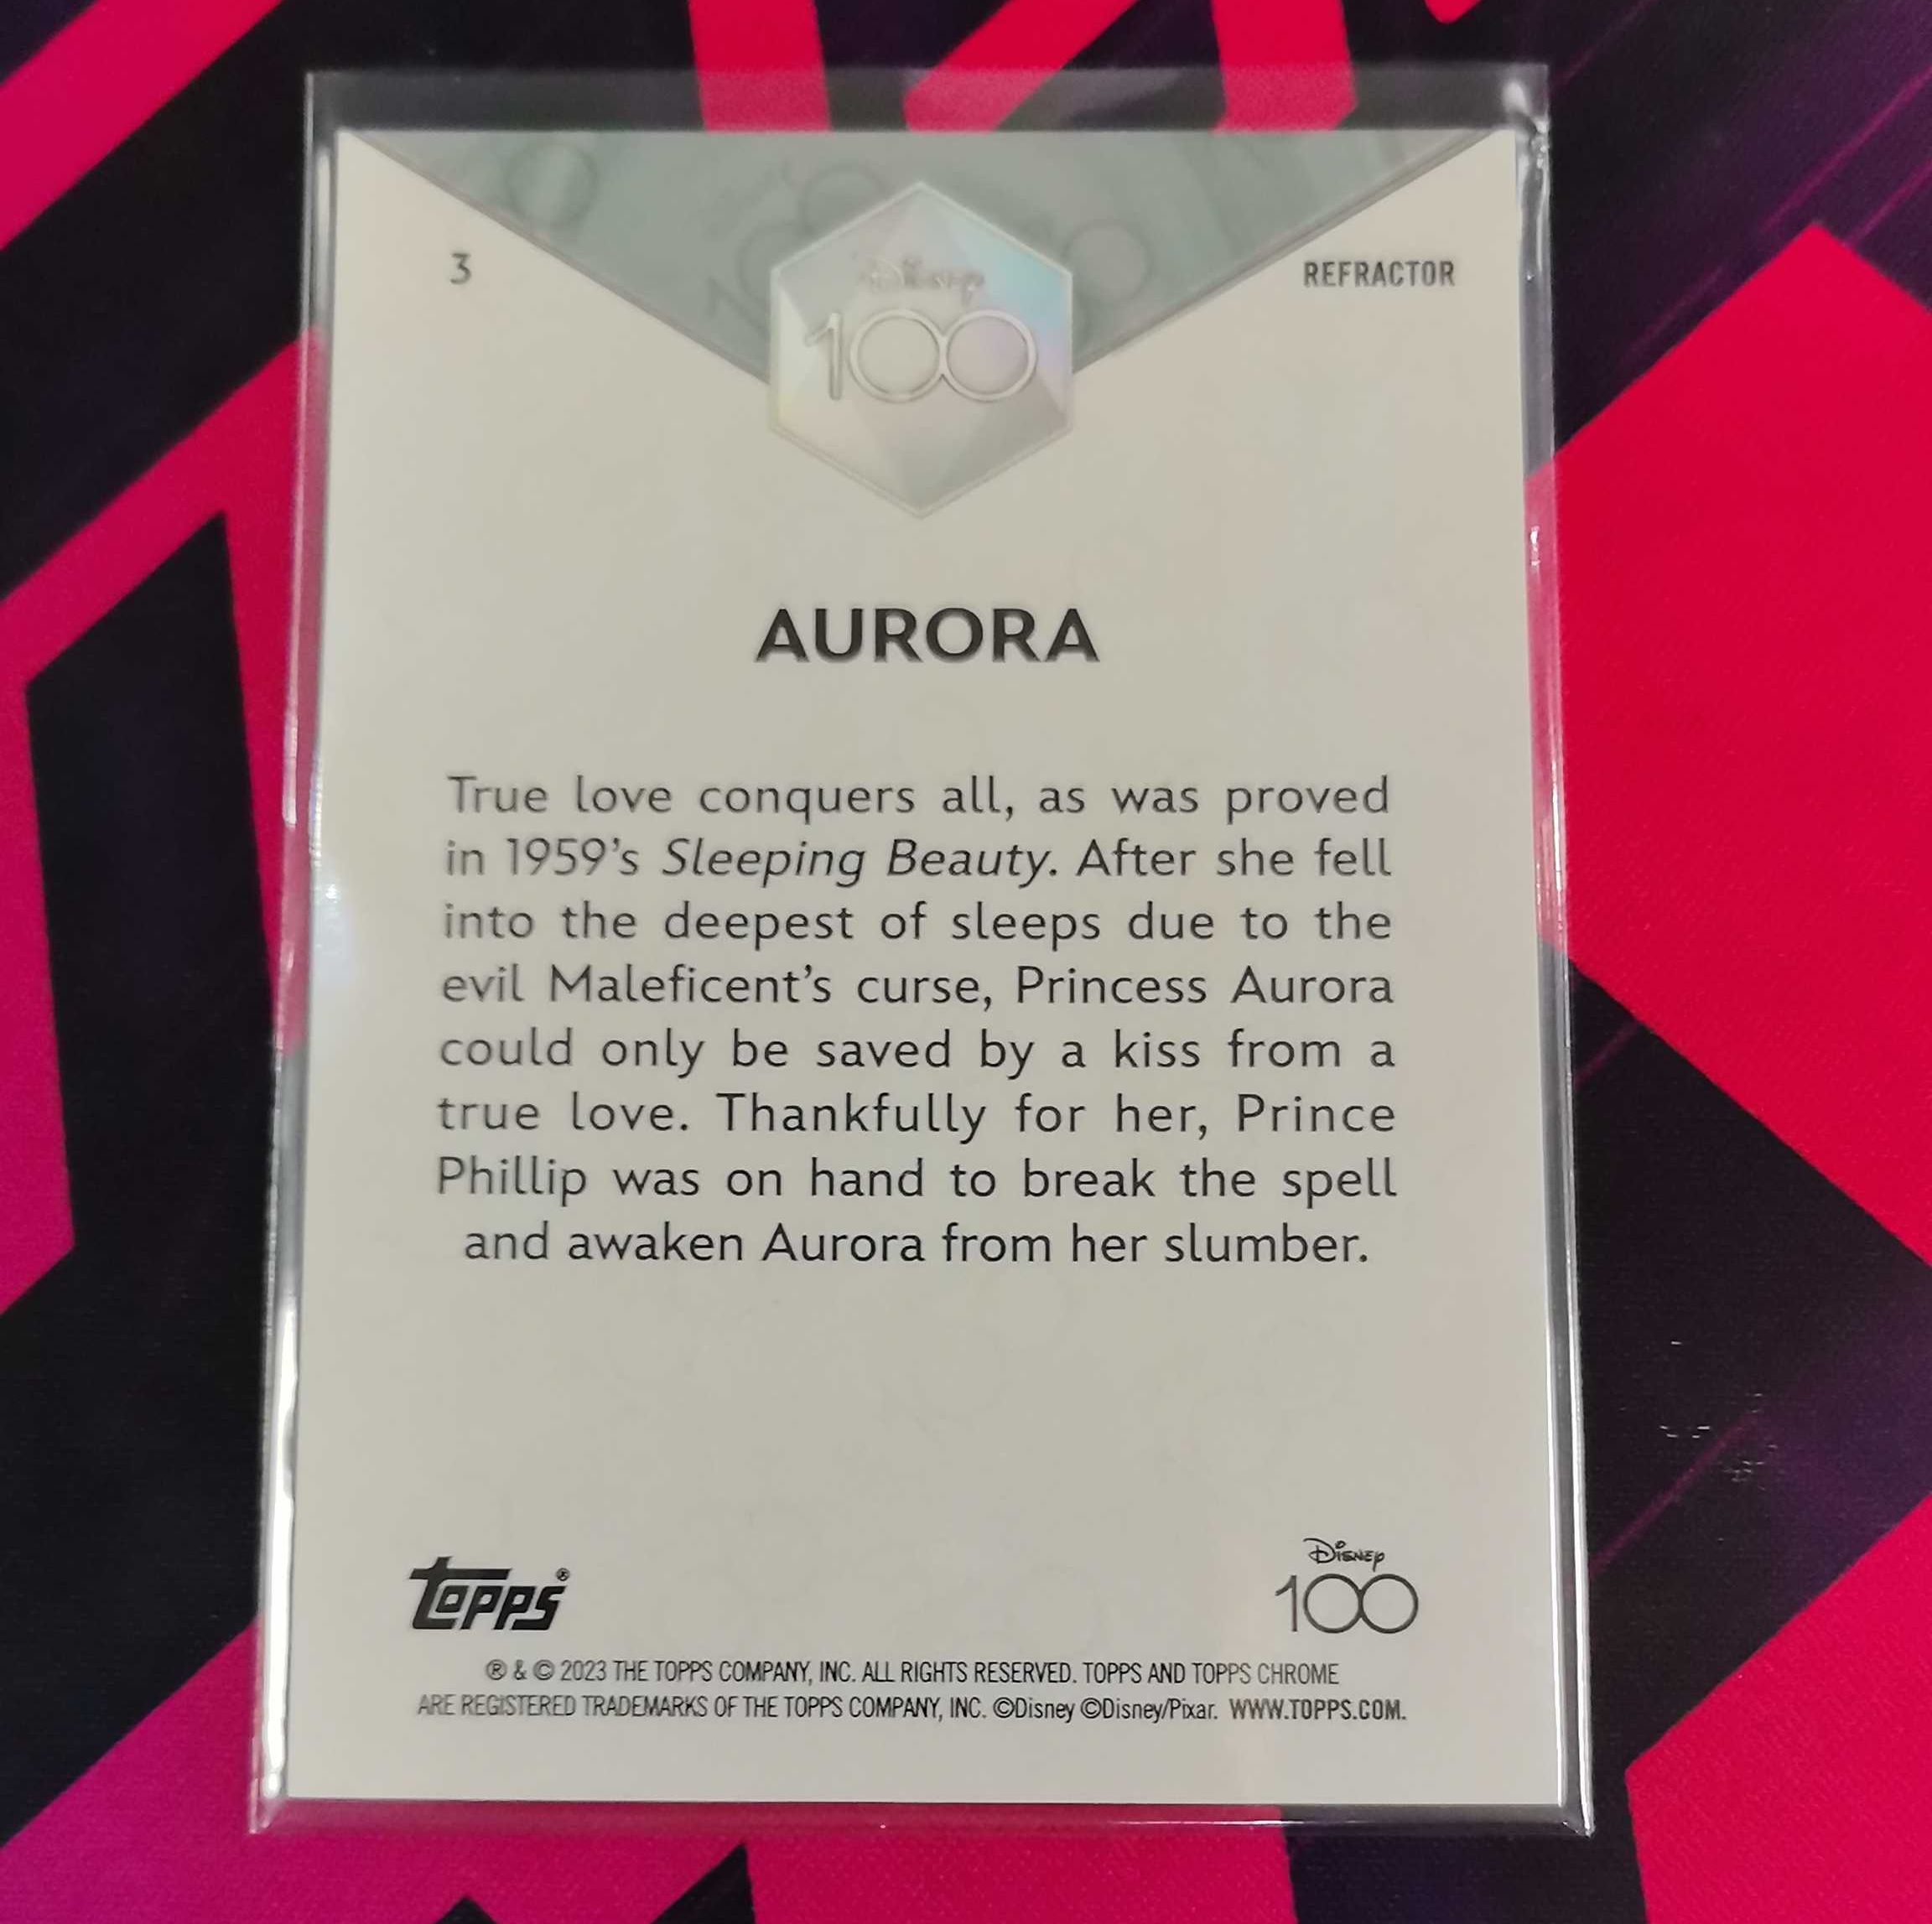 3
REFRACTOR
Disney
100
AURORA
True love conquers all, as was proved
in 1959's Sleeping Beauty. After she fell
into the deepest of sleeps due to the
evil Maleficent's curse, Princess Aurora
could only be saved by a kiss from a
true love. Thankfully for her, Prince
Phillip was on hand to break the spell
and awaken Aurora from her slumber.
topps®
Disney
100
® & © 2023 THE TOPPS COMPANY, INC. ALL RIGHTS RESERVED. TOPPS AND TOPPS CHROME
ARE REGISTERED TRADEMARKS OF THE TOPPS COMPANY, INC. ©Disney ©Disney/Pixar. WWW.TOPPS.COM.